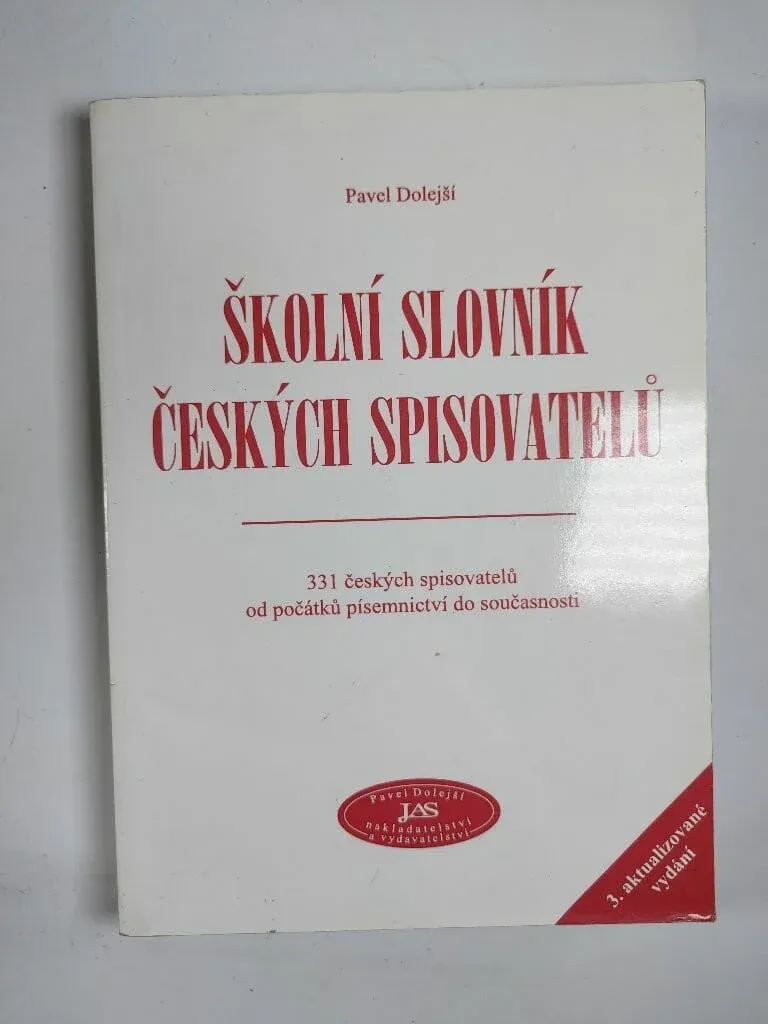 Pavel Dolejší
ŠKOLNÍ SLOVNÍK
ČESKÝCH SPISOVATELŮ
331 českých spisovatelů
od počátků písemnictví do současnosti
Pavel Dolejší
JAS
nakladatelství
a vydavatelství
3. aktualizované
vydání